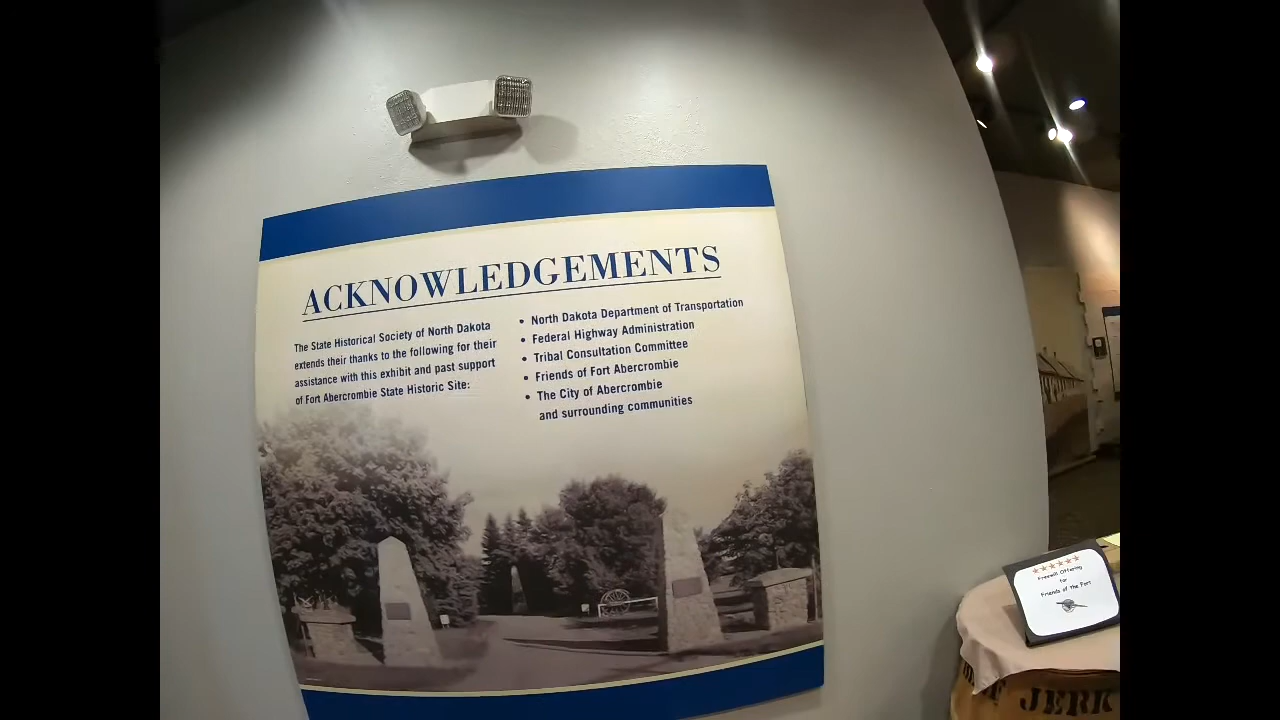 ACKNOWLEDGEMENTS
The State Historical Society of North Dakota
extends their thanks to the following for their
assistance with this exhibit and past support
of Fort Abercrombie State Historic Site:
• North Dakota Department of Transportation
• Federal Highway Administration
• Tribal Consultation Committee
• Friends of Fort Abercrombie
• The City of Abercrombie
and surrounding communities
Freewill Offering
for
Friends of the Fort
JERK